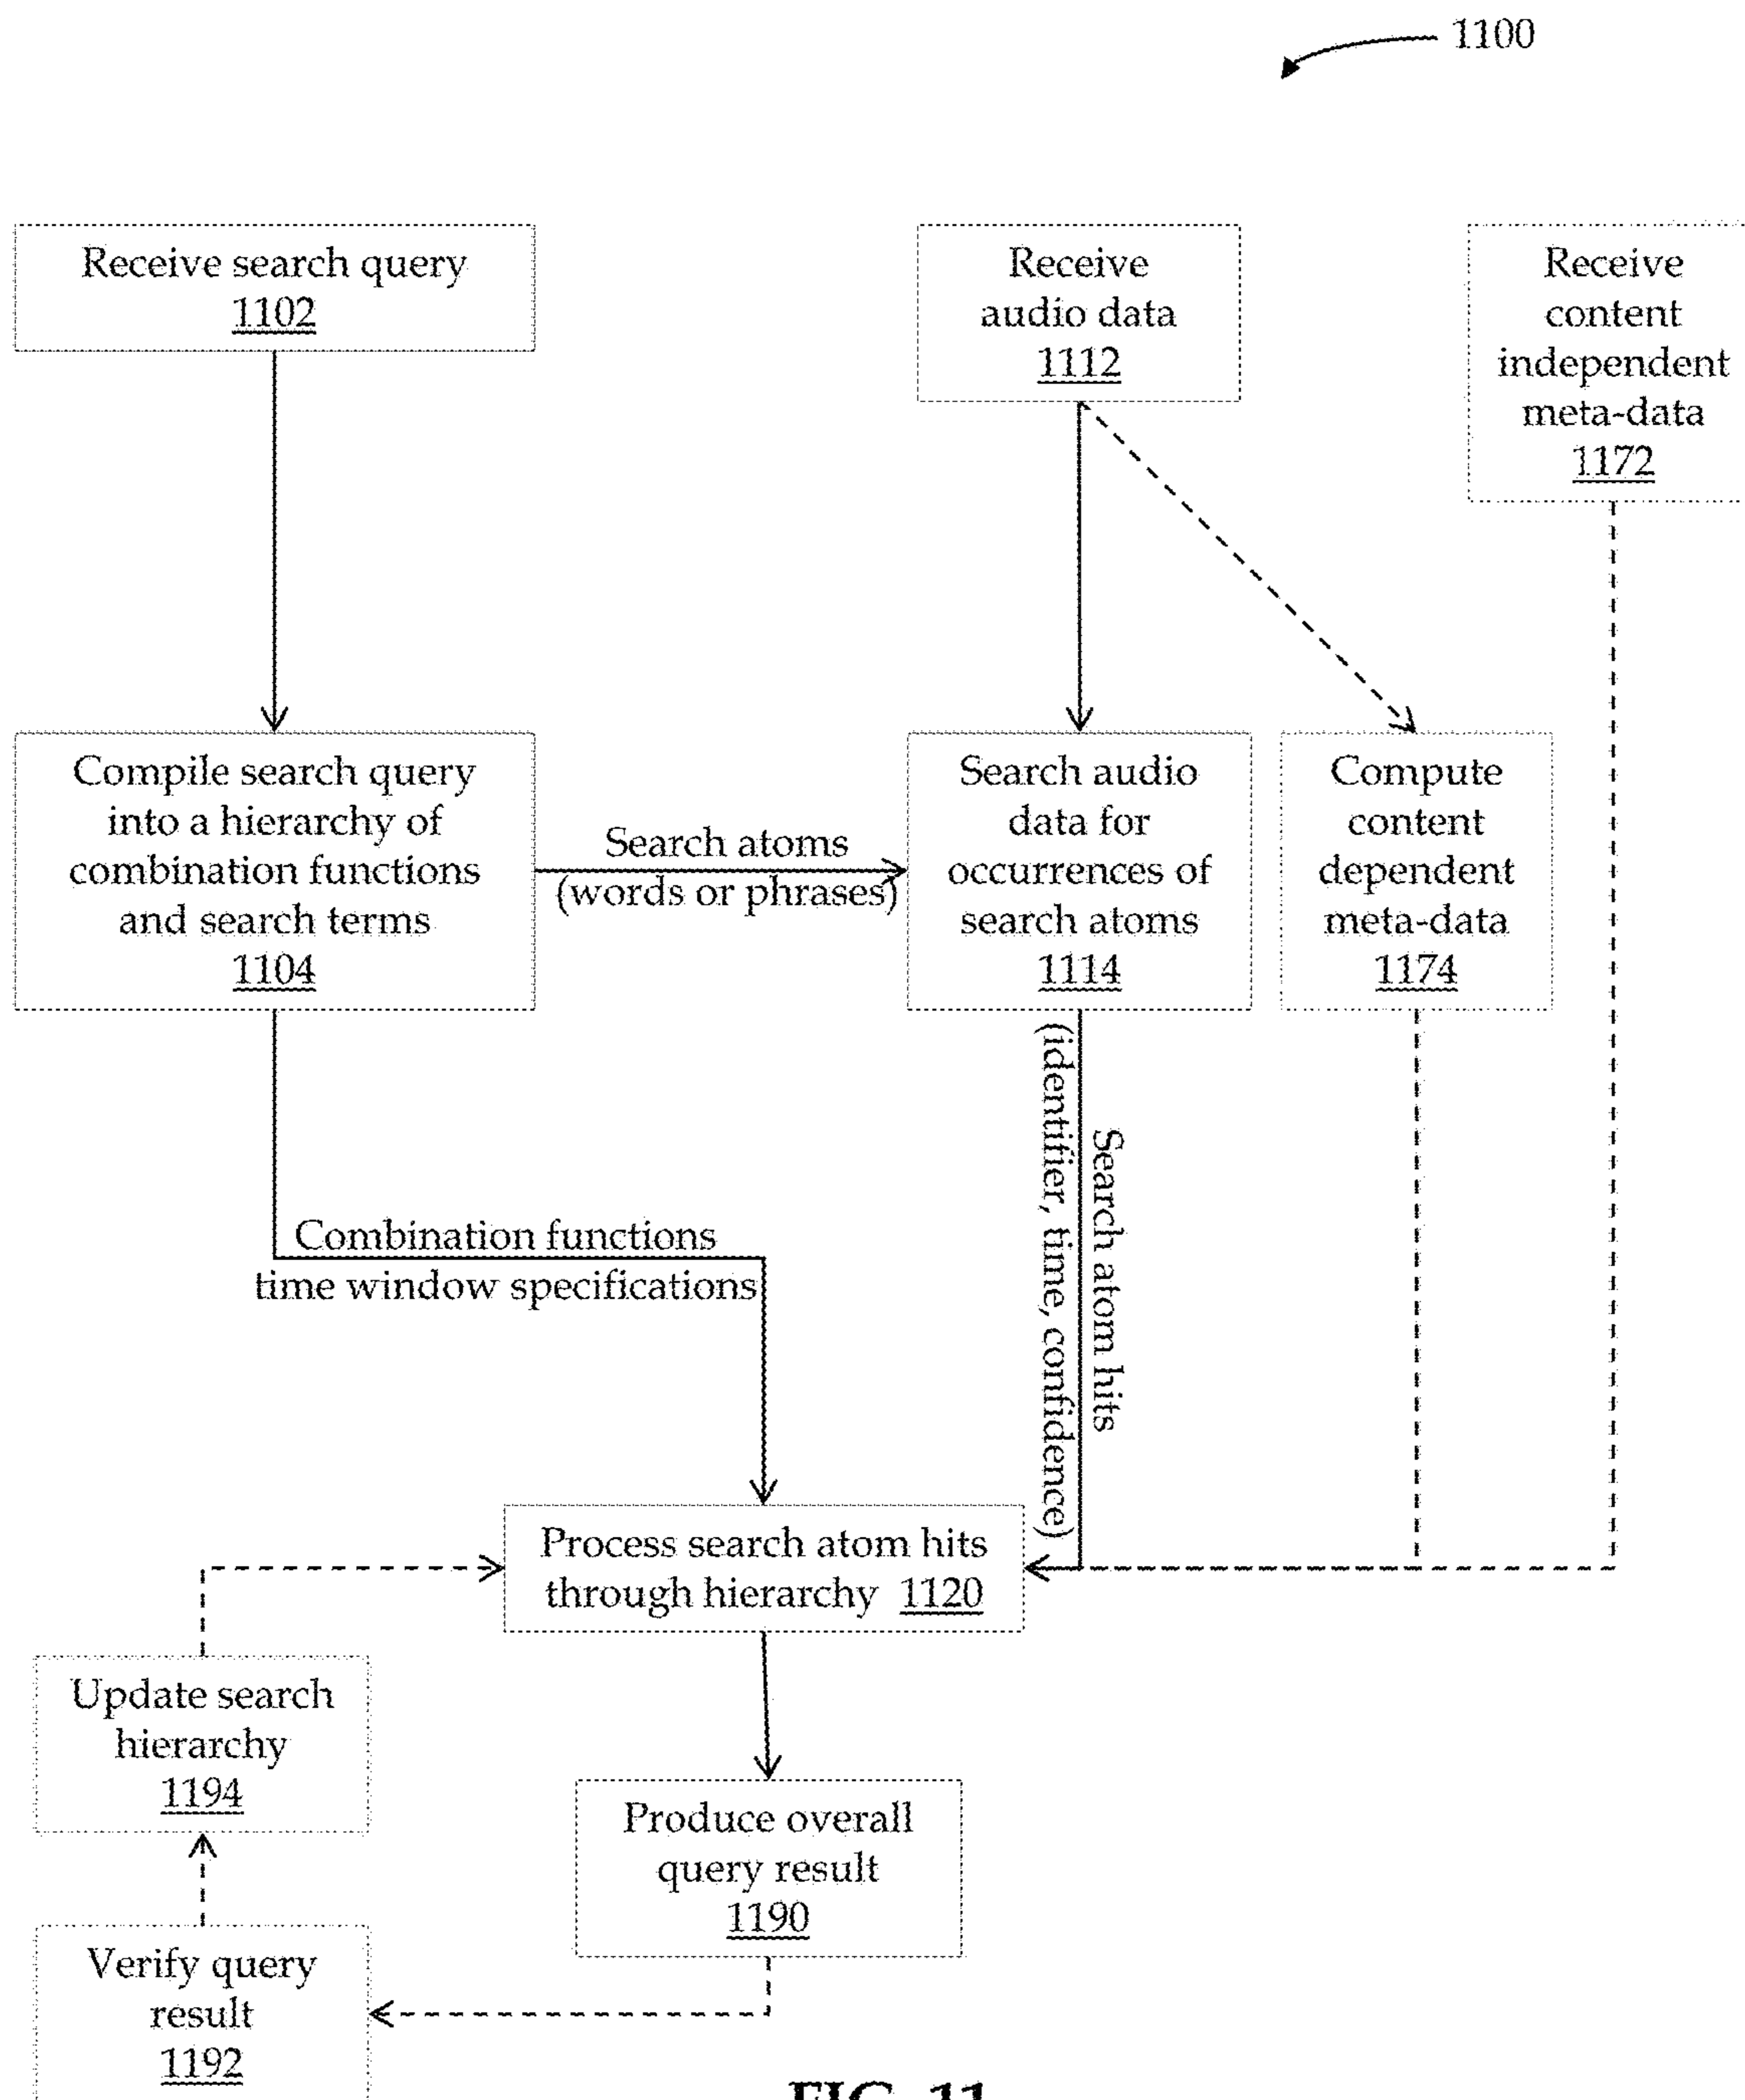 1100
Receive search query
1102
Receive
audio data
1112
Receive
content
independent
meta-data
1172
Compile search query
into a hierarchy of
combination functions
and search terms
1104
Search atoms
(words or phrases)
Search audio
data for
occurrences of
search atoms
1114
Compute
content
dependent
meta-data
1174
Search atom hits
(identifier, time, confidence)
Combination functions
time window specifications
Process search atom hits
through hierarchy 1120
Update search
hierarchy
1194
Produce overall
query result
1190
Verify query
result
1192
FIG. 11